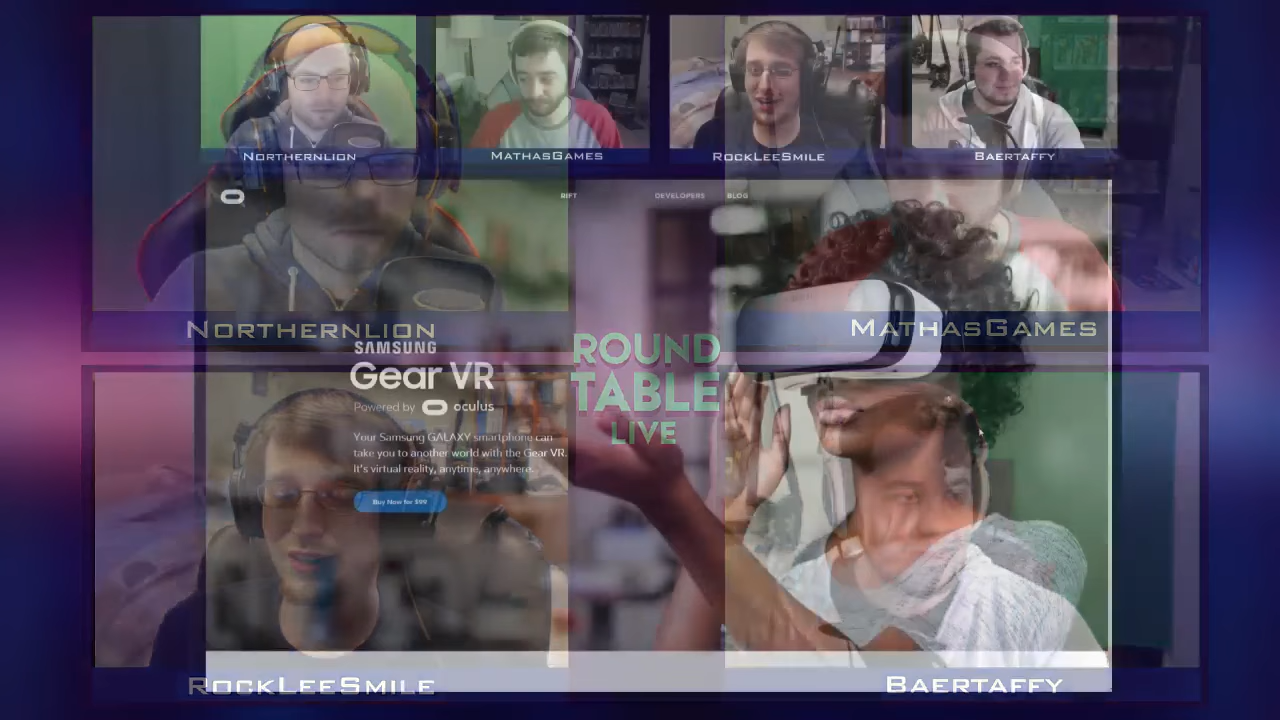 NORTHERNLION
MATHASGAMES
ROCKLEESMILE
BAERTAFFY
RIFT
DEVELOPERS
BLOG
NORTHERNLION
MATHASGAMES
SAMSUNG
Gear VR
Powered by oculus
Your Samsung GALAXY smartphone can
take you to another world with the Gear VR.
It's virtual reality, anytime, anywhere.
Buy Now for $99
ROUND
TABLE
LIVE
ROCKLEESMILE
BAERTAFFY